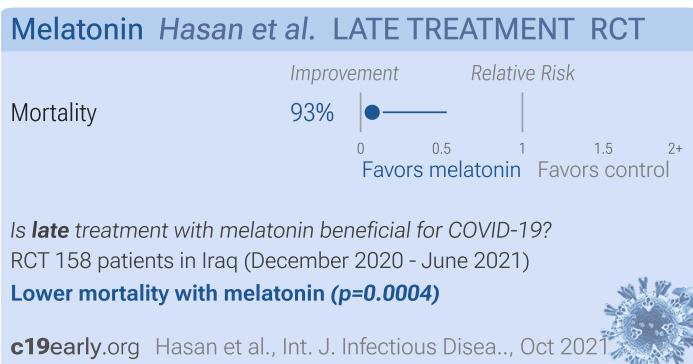 Melatonin Hasan et al. LATE TREATMENT RCT
Improvement Relative Risk
Mortality 93%
0 0.5 1 1.5 2+
Favors melatonin Favors control
Is late treatment with melatonin beneficial for COVID-19?
RCT 158 patients in Iraq (December 2020 - June 2021)
Lower mortality with melatonin (p=0.0004)
c19early.org Hasan et al., Int. J. Infectious Disea.., Oct 2021